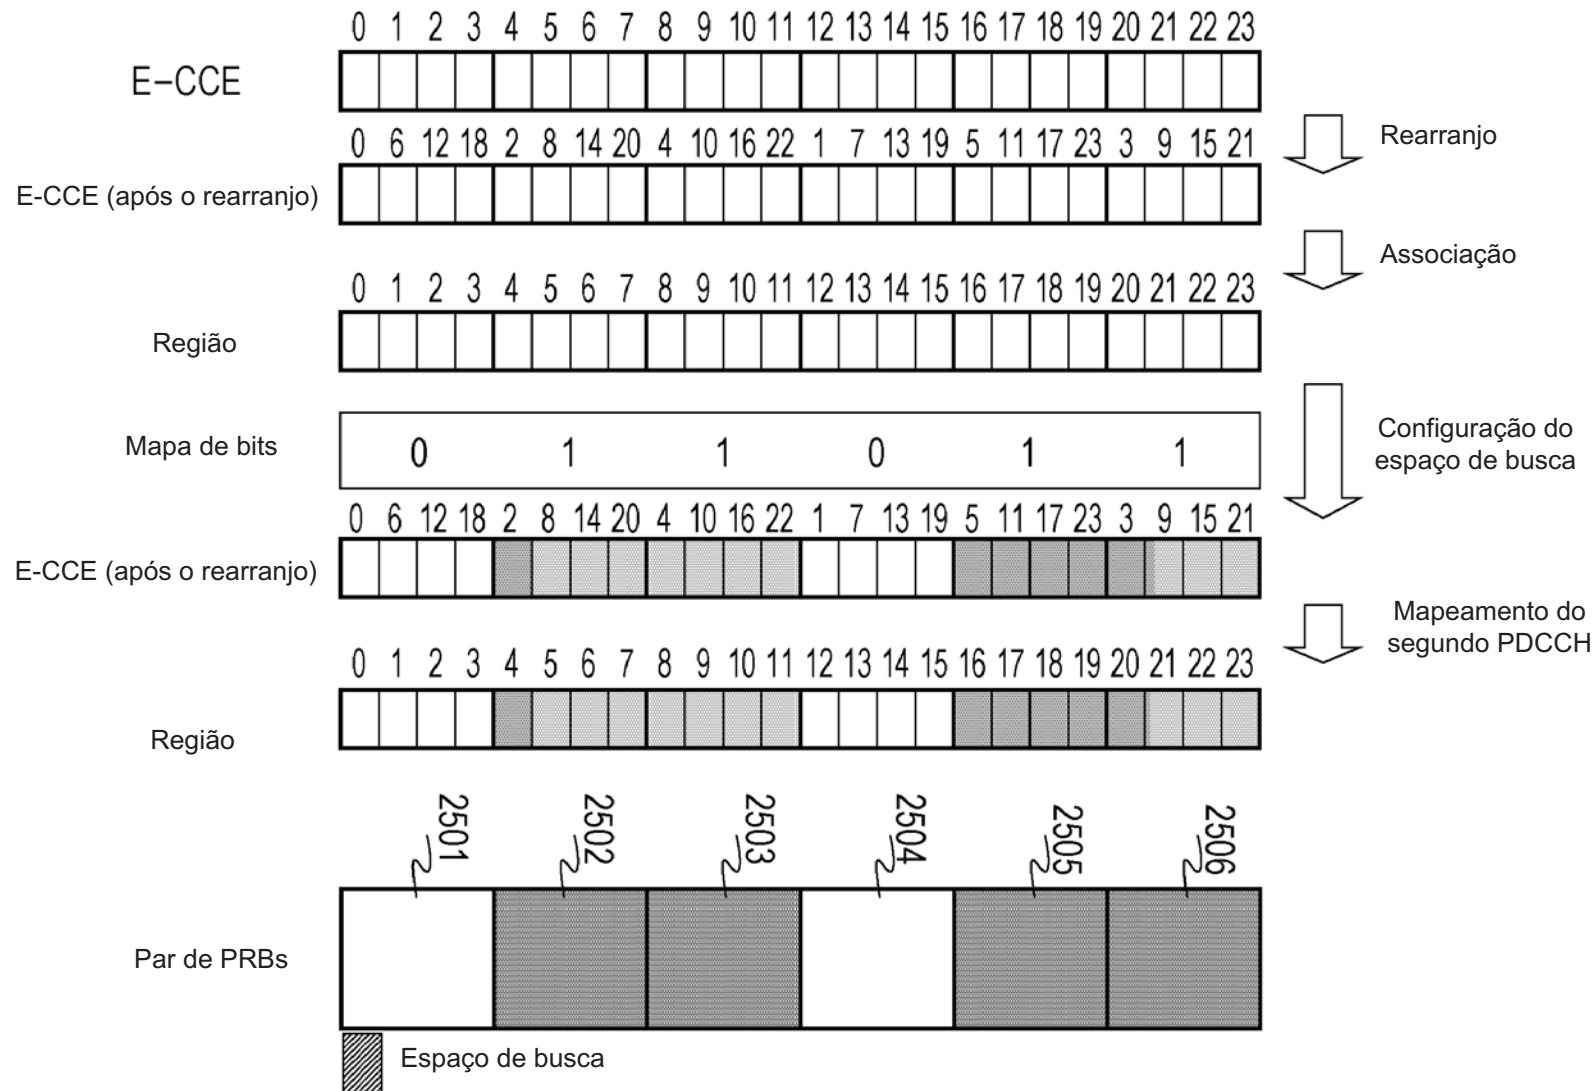 0 1 2 3 4 5 6 7 8 9 10 11 12 13 14 15 16 17 18 19 20 21 22 23
E-CCE
Rearranjo
0 6 12 18 2 8 14 20 4 10 16 22 1 7 13 19 5 11 17 23 3 9 15 21
E-CCE (após o rearranjo)
Associação
0 1 2 3 4 5 6 7 8 9 10 11 12 13 14 15 16 17 18 19 20 21 22 23
Região
Mapa de bits
0 1 1 0 1 1
Configuração do
espaço de busca
0 6 12 18 2 8 14 20 4 10 16 22 1 7 13 19 5 11 17 23 3 9 15 21
E-CCE (após o rearranjo)
Mapeamento do
segundo PDCCH
0 1 2 3 4 5 6 7 8 9 10 11 12 13 14 15 16 17 18 19 20 21 22 23
Região
2501 2502 2503 2504 2505 2506
Par de PRBs
Espaço de busca